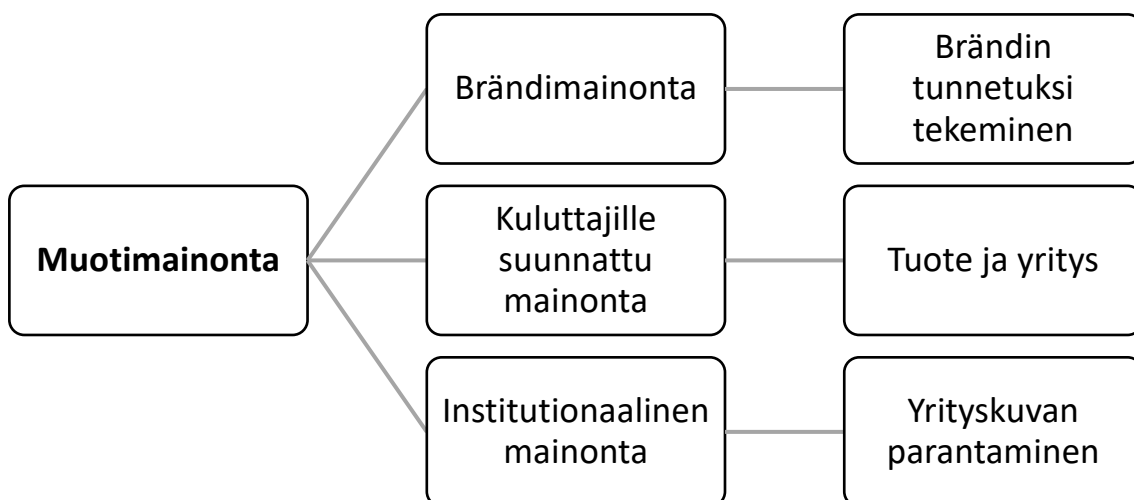 Muotimainonta
Brändimainonta
Brändin
tunnetuksi
tekeminen
Kuluttajille
suunnattu
mainonta
Tuote ja yritys
Institutionaalinen
mainonta
Yrityskuvan
parantaminen